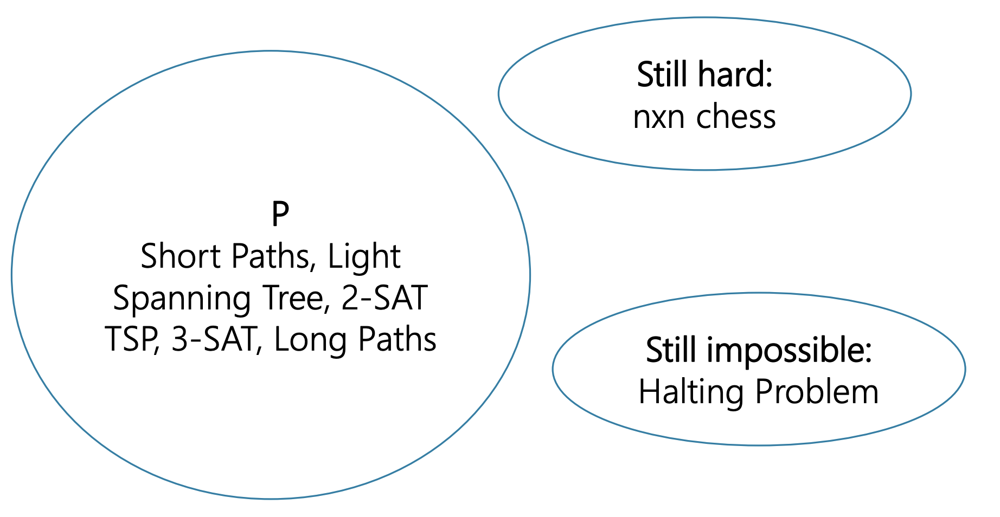 P
Short Paths, Light
Spanning Tree, 2-SAT
TSP, 3-SAT, Long Paths
Still hard:
nxn chess
Still impossible:
Halting Problem